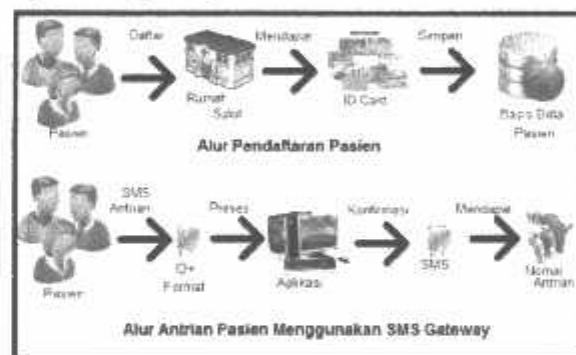 Daftar
Mendapat
Simpan
Pasien
Rumah
Sakit
ID Card
Basis Data
Pasien
Alur Pendaftaran Pasien
SMS
Antrian
Proses
Konfirmasi
Mendapat
Pasien
ID+
Format
Aplikasi
SMS
Nomor
Antrian
Alur Antrian Pasien Menggunakan SMS Gateway